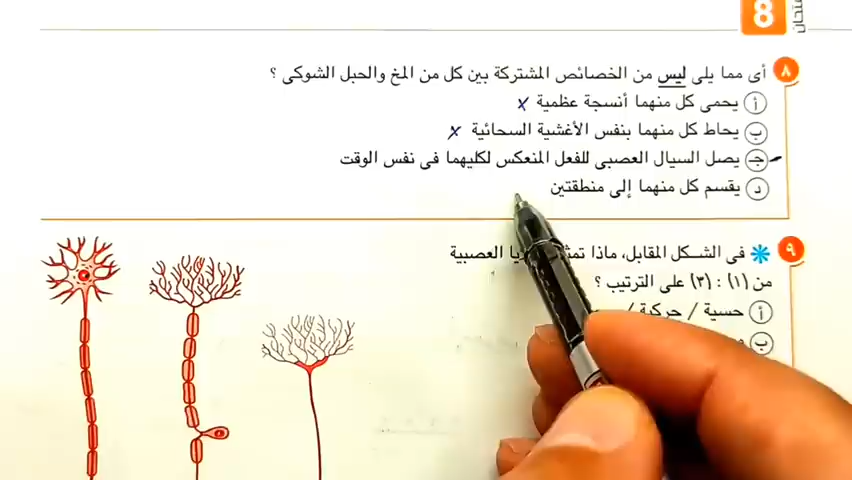 8
امتحان
٨ أى مما يلى ليس من الخصائص المشتركة بين كل من المخ والحبل الشوكى ؟
أ يحمى كل منهما أنسجة عظمية x
ب يحاط كل منهما بنفس الأغشية السحائية x
جـ يصل السيال العصبى للفعل المنعكس لكليهما فى نفس الوقت
د يقسم كل منهما إلى منطقتين
٩ فى الشكل المقابل، ماذا العصبية
من (١) : (٣) على الترتيب ؟
أ حسية / حركية /
ب